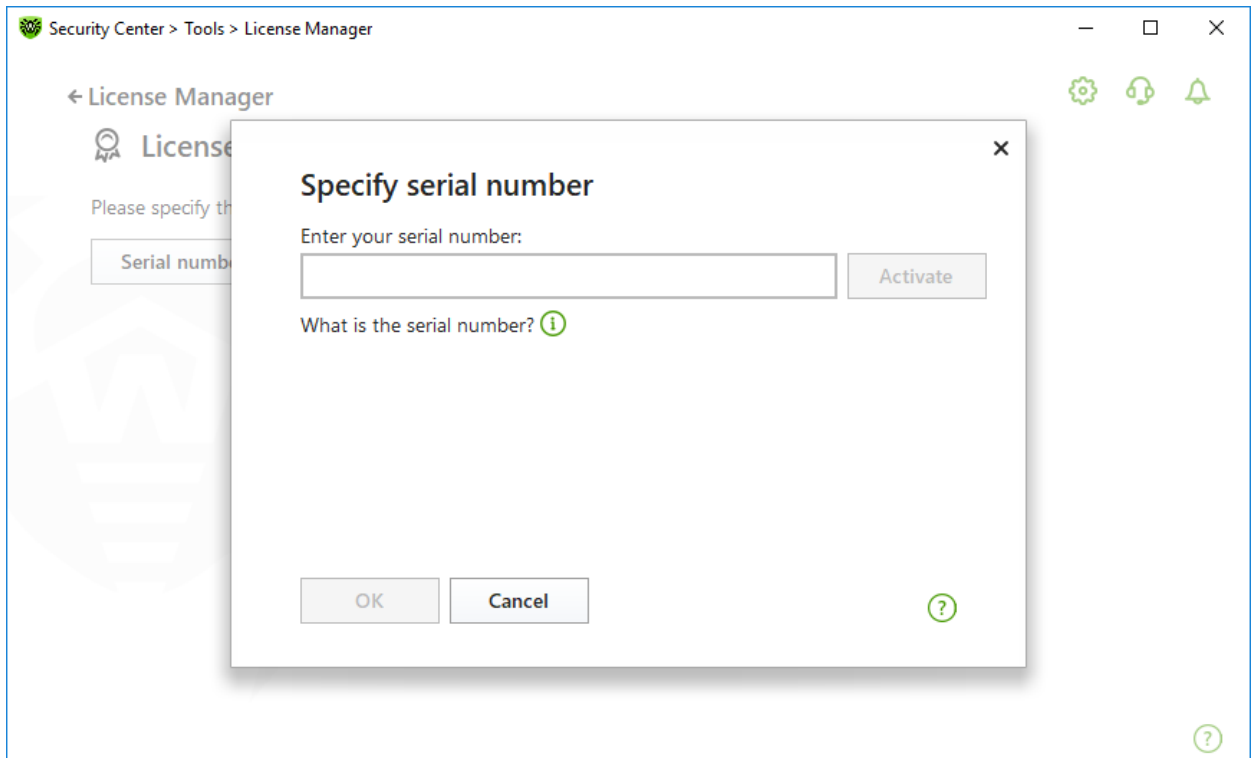 Security Center > Tools > License Manager
License Manager
License
Please specify th
Serial numb
Specify serial number
Enter your serial number:
Activate
What is the serial number?
OK
Cancel